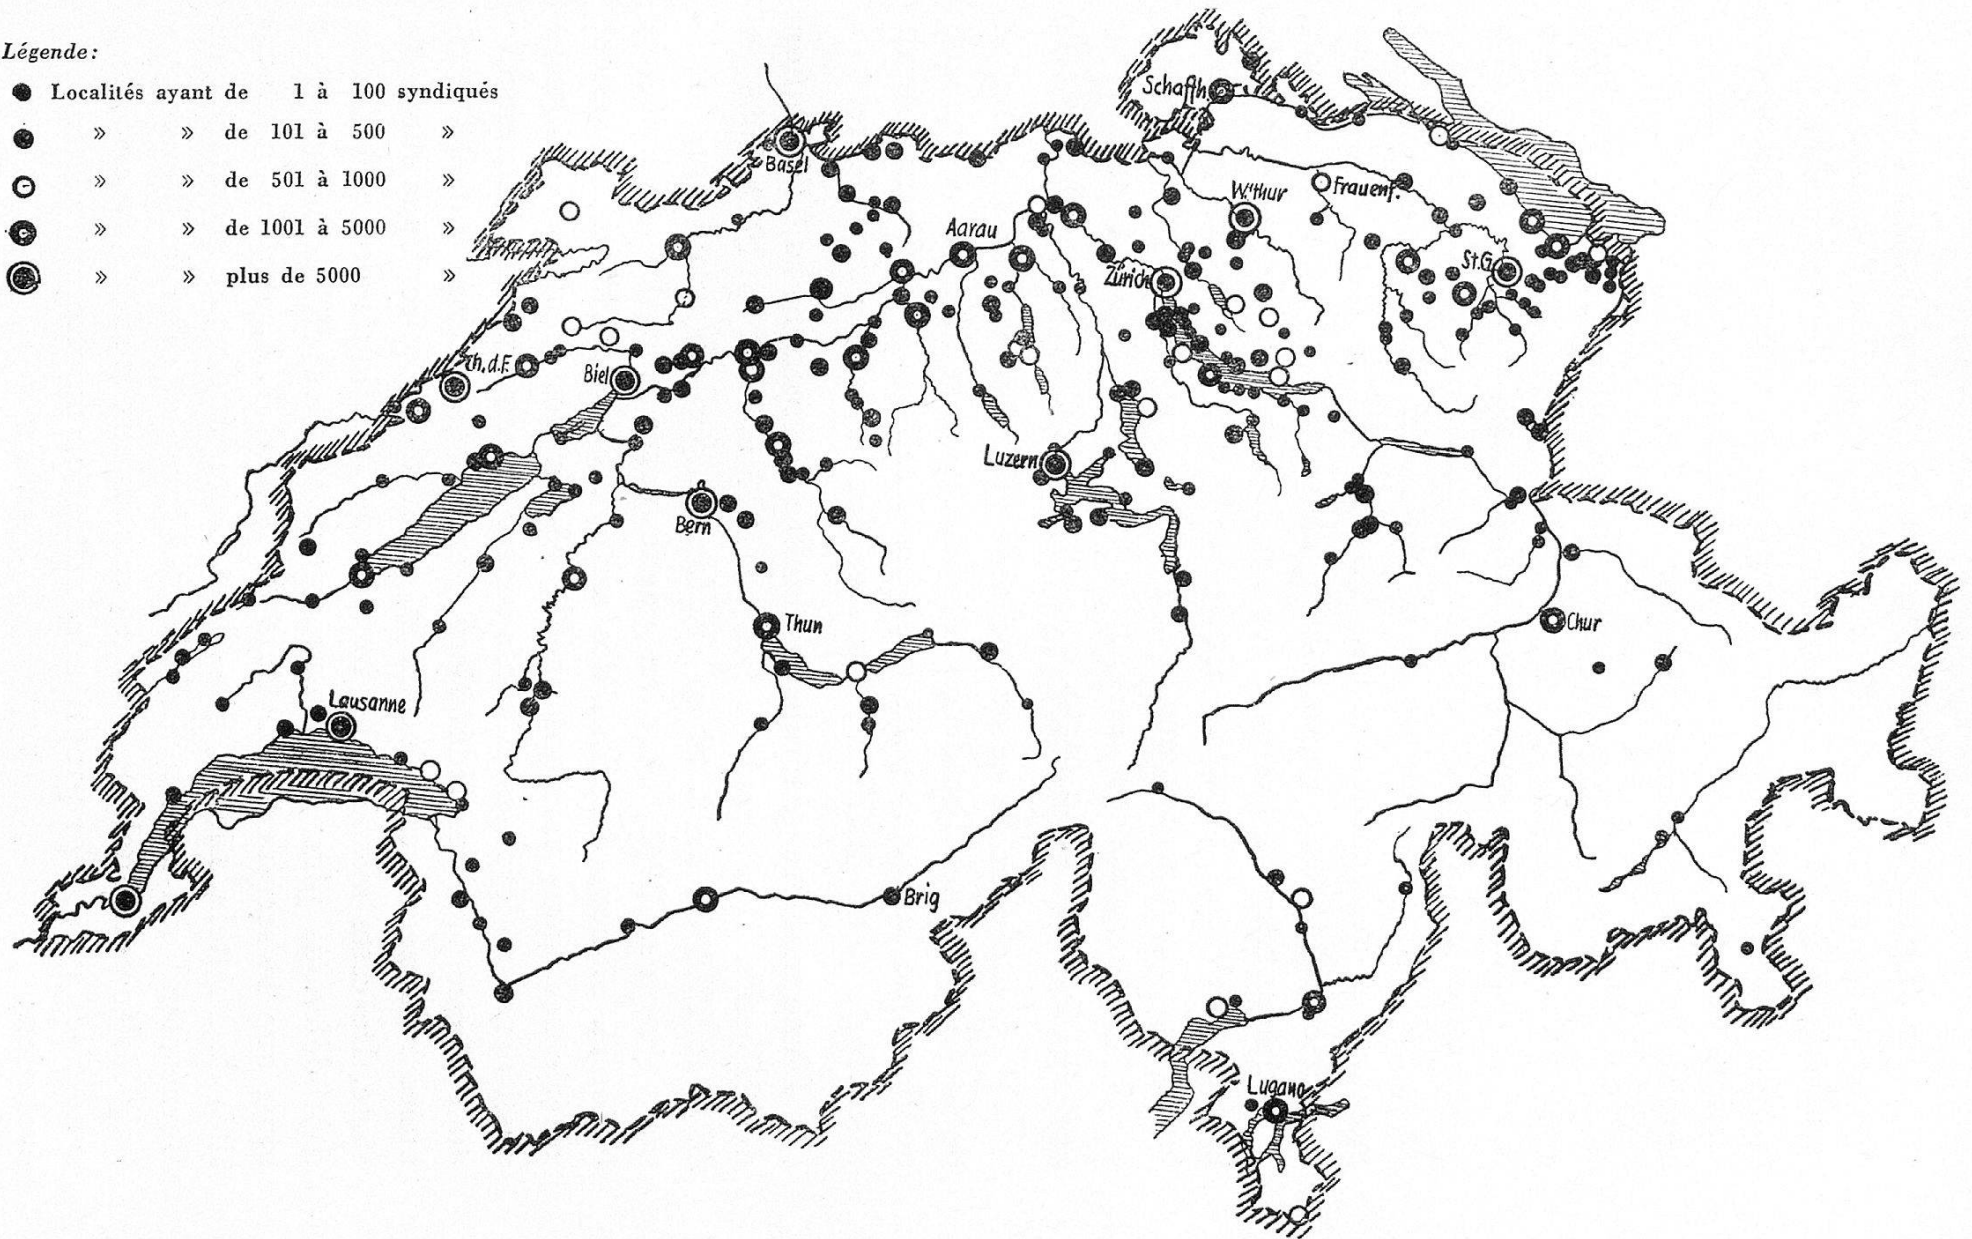 Légende:
Localités ayant de 1 à 100 syndiqués
» » de 101 à 500 »
» » de 501 à 1000 »
» » de 1001 à 5000 »
» » plus de 5000 »
Schaffh.
Basel
W'thur
Frauenf.
Aarau
Zürich
St.G.
Ch.d.F.
Biel
Luzern
Bern
Thun
Chur
Lausanne
Brig
Lugano